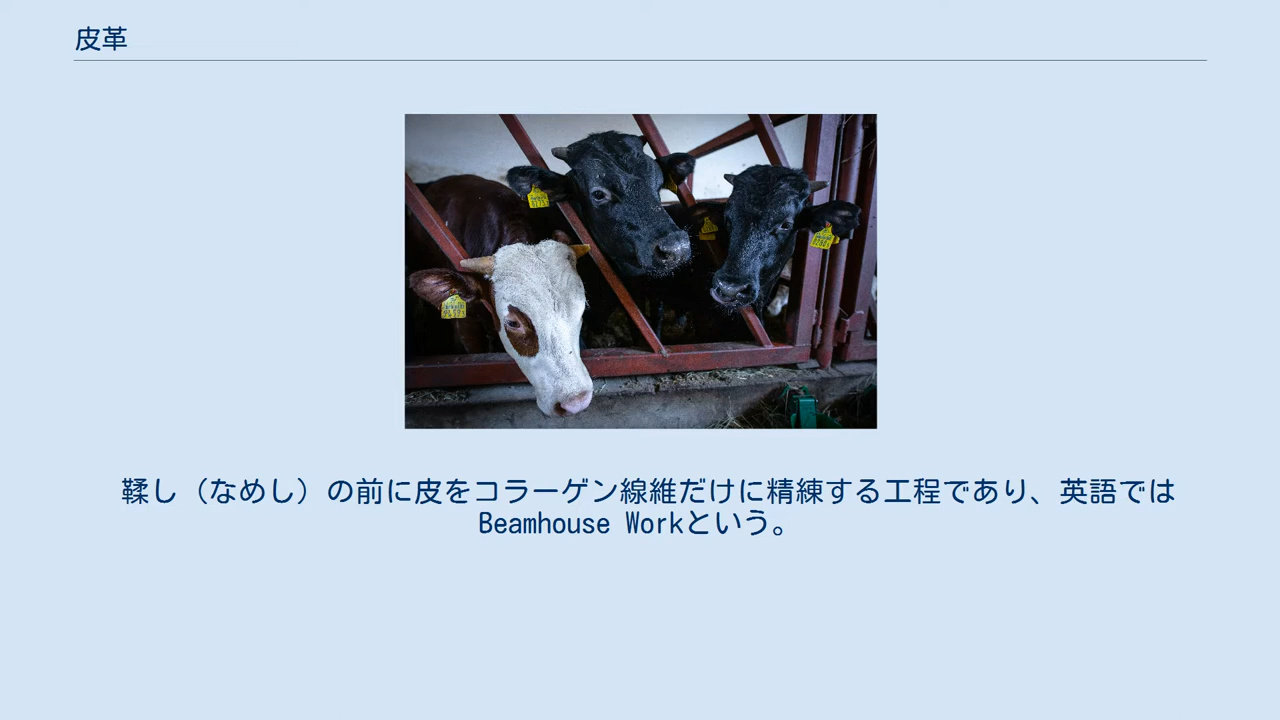 皮革
鞣し（なめし）の前に皮をコラーゲン線維だけに精練する工程であり、英語では
Beamhouse Workという。